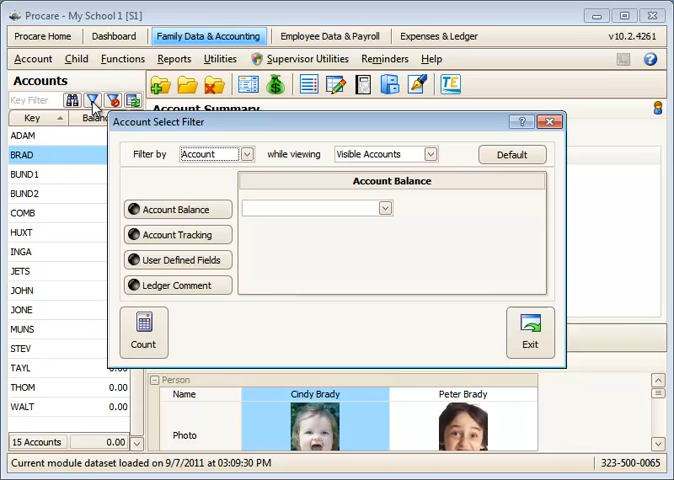 Procare - My School 1 [S1]
Procare Home Dashboard Family Data & Accounting Employee Data & Payroll Expenses & Ledger v10.2.4261
Account Child Functions Reports Utilities Supervisor Utilities Reminders Help
Accounts
Key Filter
Key
ADAM
BRAD
BUND1
BUND2
COMB
HUXT
INGA
JETS
JOHN
JONE
MUNS
STEV
TAYL 0.00
THOM 0.00
WALT 0.00
15 Accounts 0.00
TE
Account Select Filter
Filter by Account while viewing Visible Accounts Default
Account Balance
Account Balance
Account Tracking
User Defined Fields
Ledger Comment
Count
Exit
Person
Name Cindy Brady Peter Brady
Photo
Current module dataset loaded on 9/7/2011 at 03:09:30 PM 323-500-0065